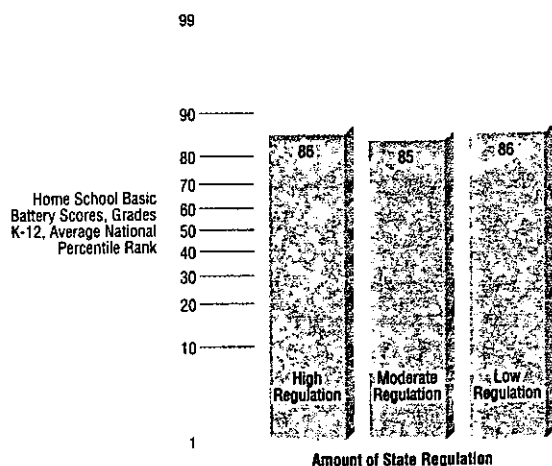 99
90
80
70
60
50
40
30
20
10
1
Home School Basic
Battery Scores, Grades
K-12, Average National
Percentile Rank
86
85
86
High
Regulation
Moderate
Regulation
Low
Regulation
Amount of State Regulation